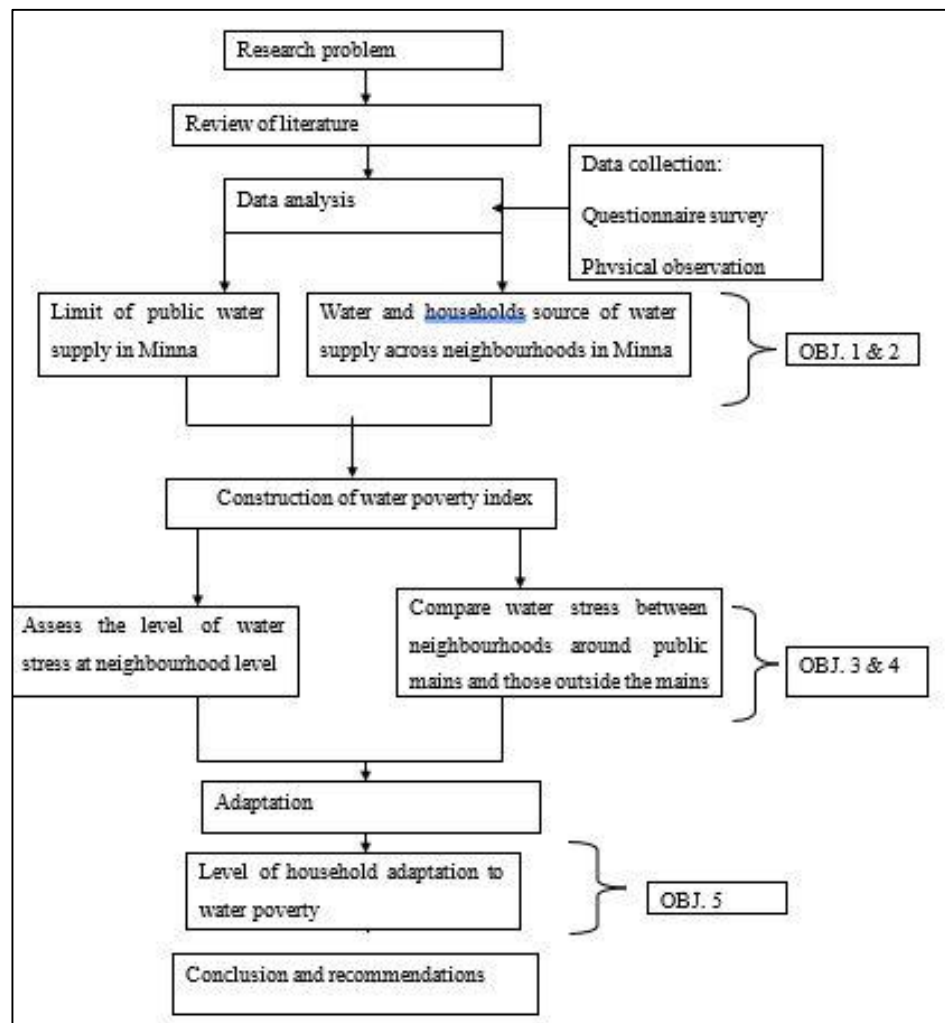 Research problem
Review of literature
Data analysis
Data collection:
Questionnaire survey
Physical observation
Limit of public water
supply in Minna
Water and households source of water
supply across neighbourhoods in Minna
OBJ. 1 & 2
Construction of water poverty index
Assess the level of water
stress at neighbourhood level
Compare water stress between
neighbourhoods around public
mains and those outside the mains
OBJ. 3 & 4
Adaptation
Level of household adaptation to
water poverty
OBJ. 5
Conclusion and recommendations